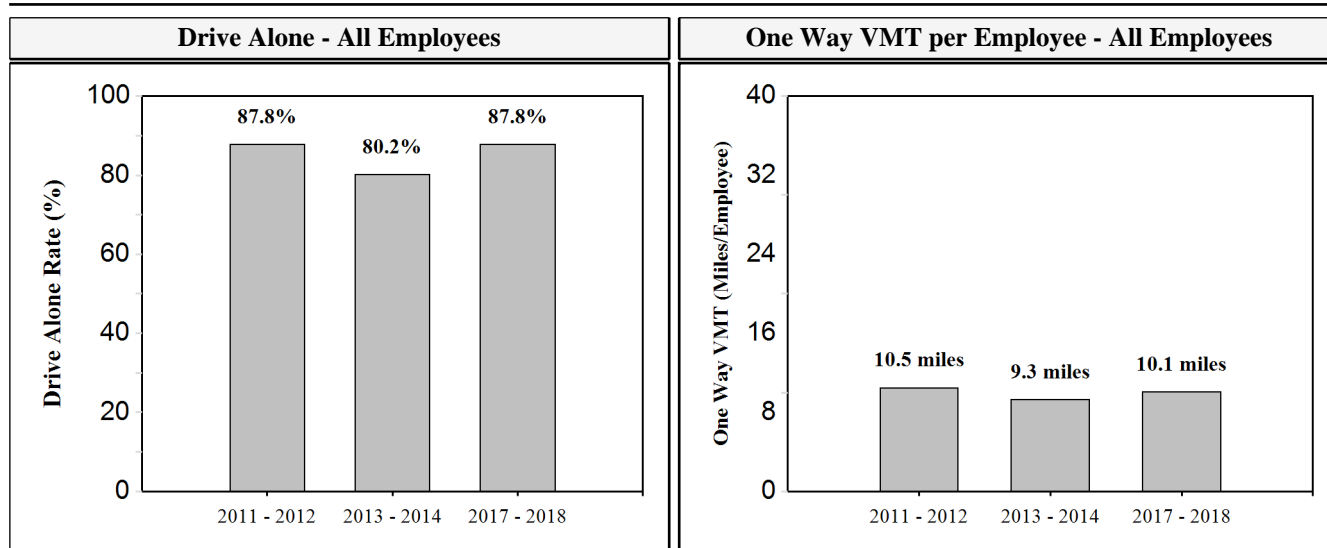 Drive Alone - All Employees
One Way VMT per Employee - All Employees
Drive Alone Rate (%)
100
80
60
40
20
0
87.8%
80.2%
87.8%
2011 - 2012
2013 - 2014
2017 - 2018
One Way VMT (Miles/Employee)
40
32
24
16
8
0
10.5 miles
9.3 miles
10.1 miles
2011 - 2012
2013 - 2014
2017 - 2018